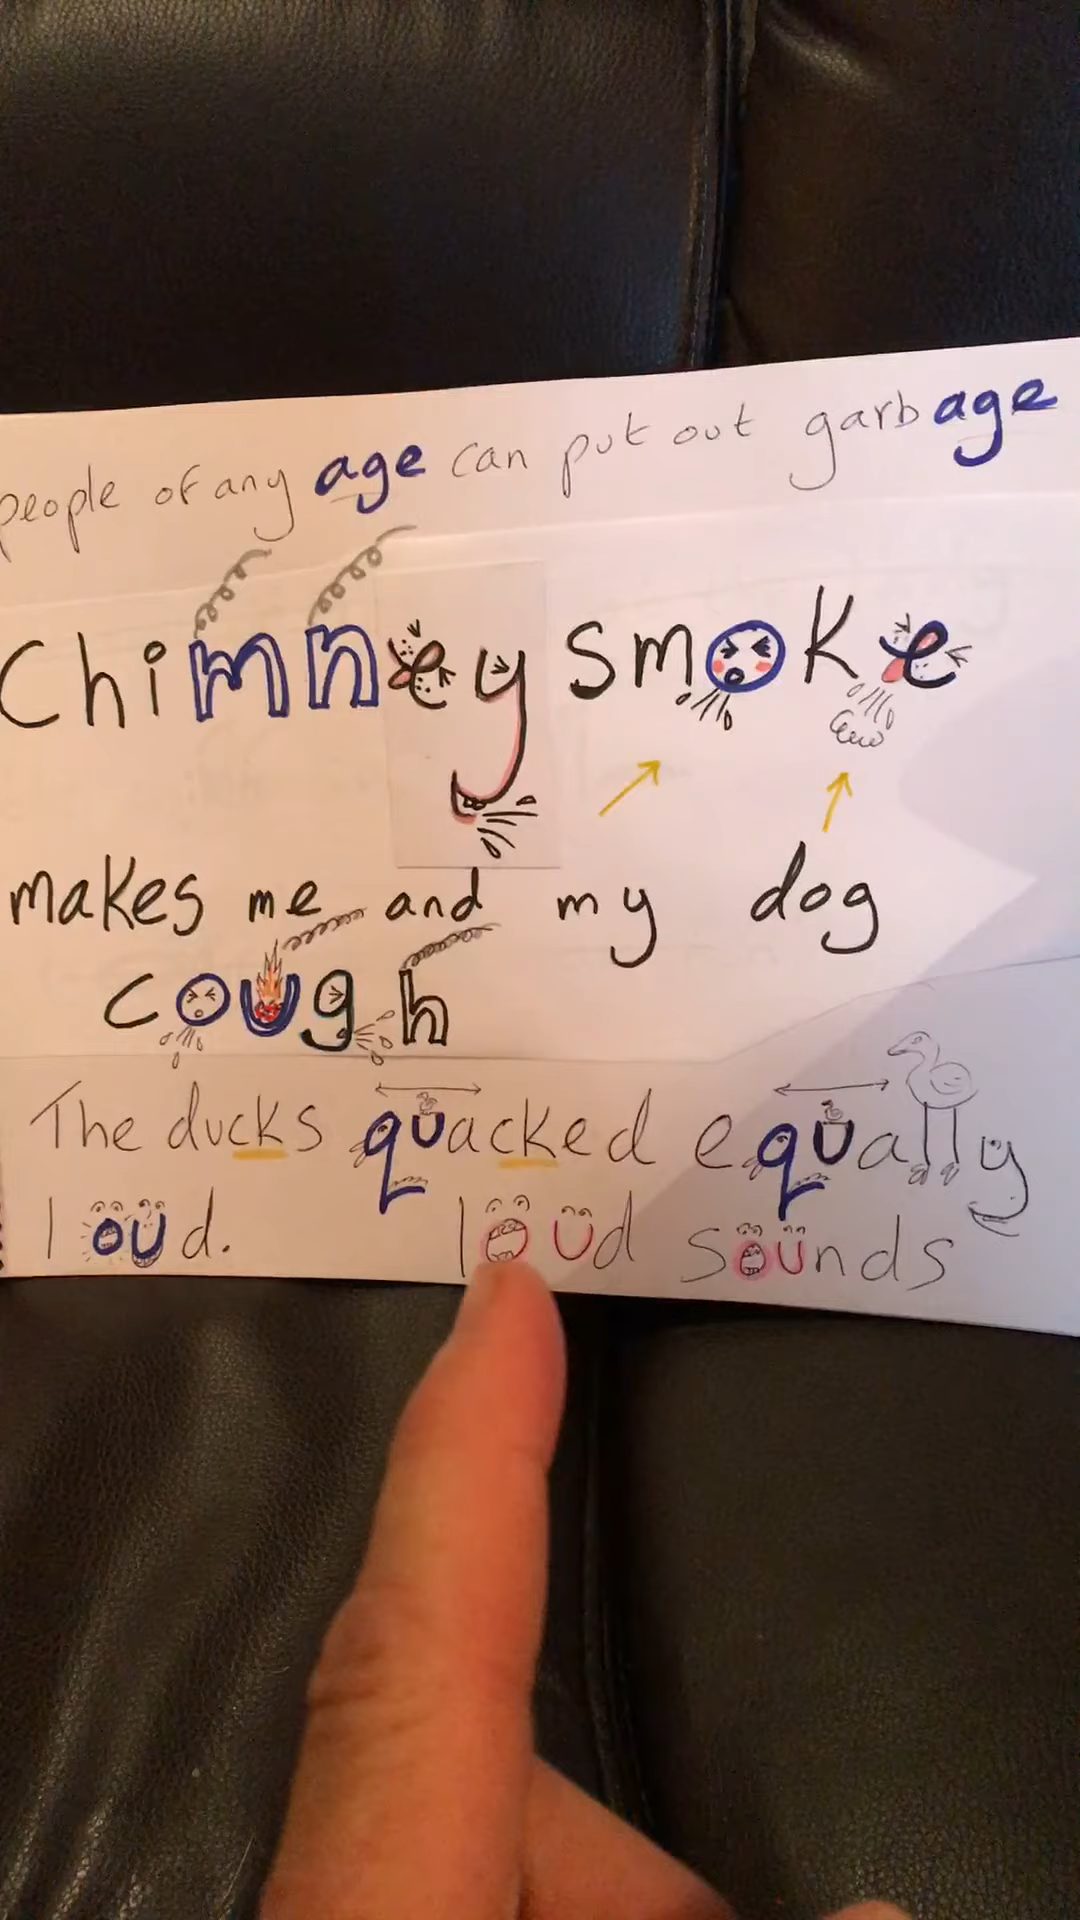 people of any age can put out garbage
Chimney smoke
makes me and my dog
cough
The ducks quacked equally
loud. loud sounds